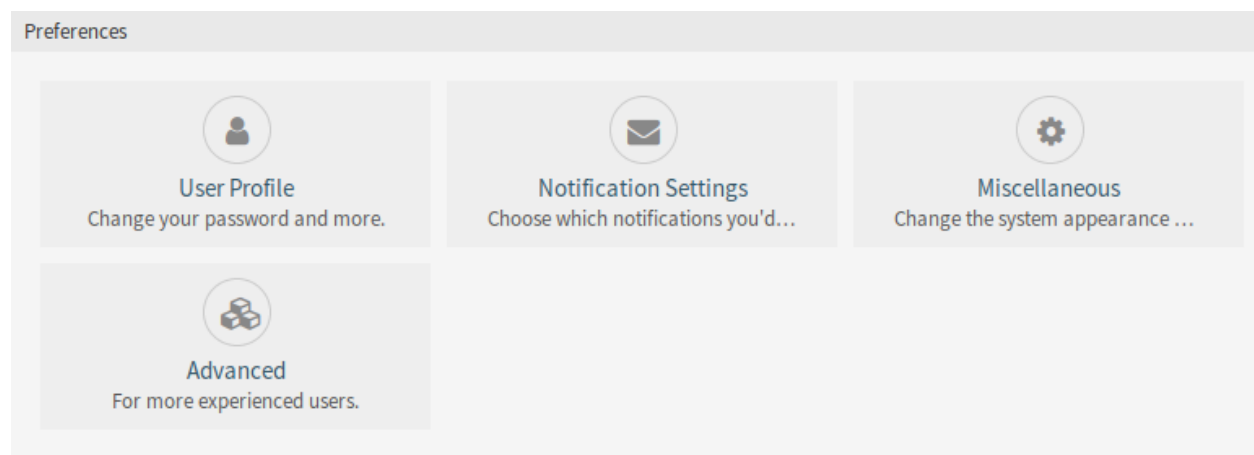 Preferences
User Profile
Change your password and more.
Notification Settings
Choose which notifications you'd…
Miscellaneous
Change the system appearance …
Advanced
For more experienced users.